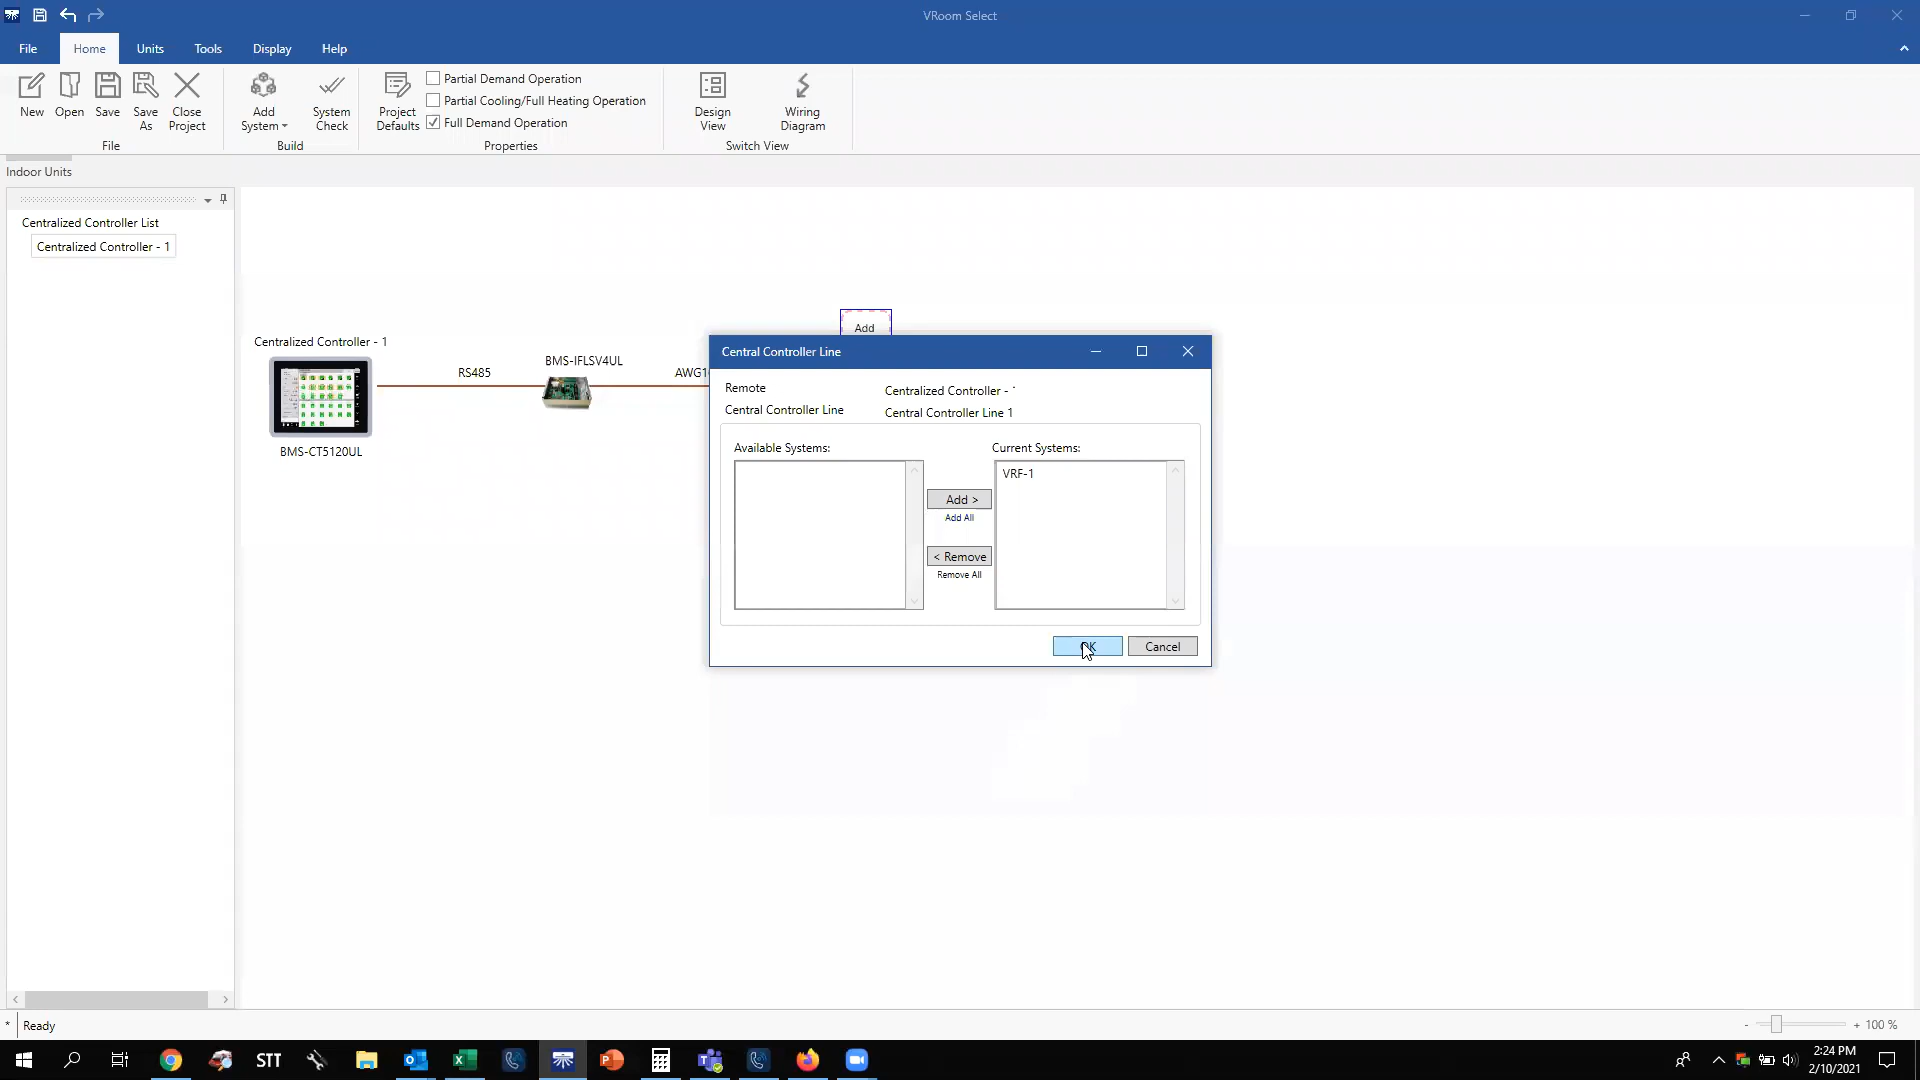 VRoom Select
File
Home
Units
Tools
Display
Help
New
Open
Save
Save As
Close Project
File
Add System
System Check
Build
Project Defaults
Partial Demand Operation
Partial Cooling/Full Heating Operation
Full Demand Operation
Properties
Design View
Wiring Diagram
Switch View
Indoor Units
Centralized Controller List
Centralized Controller - 1
Add
Centralized Controller - 1
RS485
BMS-IFLSV4UL
BMS-CT5120UL
Central Controller Line
Remote
Centralized Controller -
Central Controller Line
Central Controller Line 1
Available Systems:
Current Systems:
VRF-1
Add >
Add All
< Remove
Remove All
OK
Cancel
* Ready
- + 100 %
STT
2:24 PM
2/10/2021